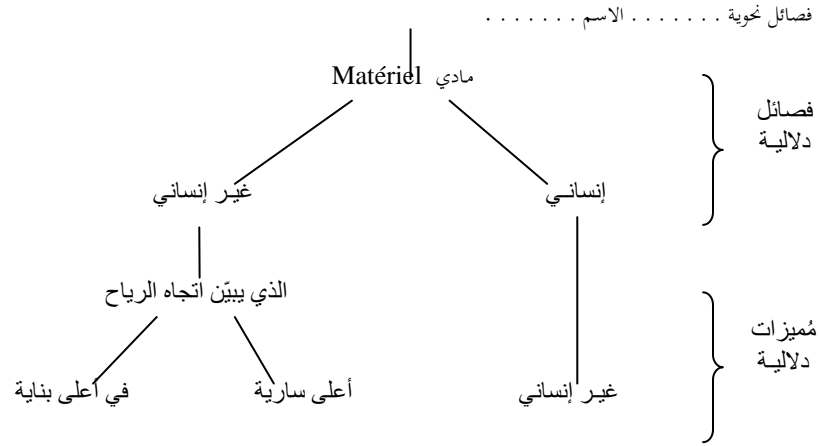 فصائل نحوية . . . . . . . الاسم . . . . . . .
مادي Matériel
فصائل
دلاليـة
إنسانـي
غيـر إنساني
الذي يبيّن اتجاه الرياح
مُميزات
دلاليـة
غيـر إنساني
أعلى سارية
في أعلى بناية